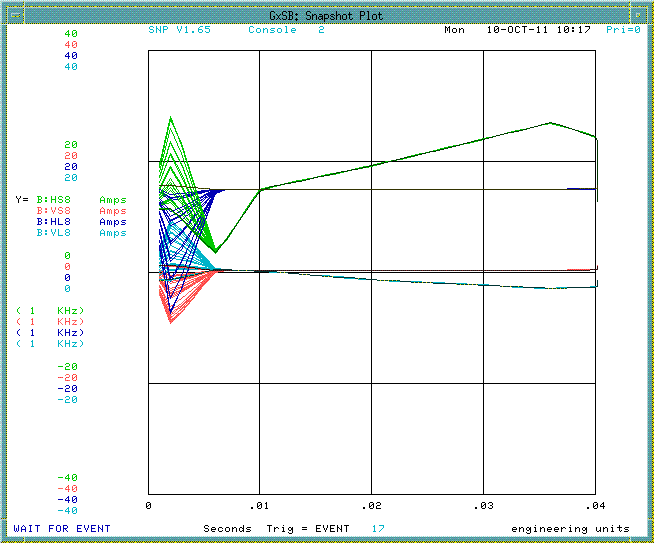 GxSB: Snapshot Plot
SNP V1.65 Console 2 Mon 10-OCT-11 10:17 Pri=0
40
40
40
40
20
20
20
20
Y= B:HS8 Amps
B:VS8 Amps
B:HL8 Amps
B:VL8 Amps
0
0
0
0
( 1 KHz)
( 1 KHz)
( 1 KHz)
( 1 KHz)
-20
-20
-20
-20
-40
-40
-40
-40
0 .01 .02 .03 .04
WAIT FOR EVENT Seconds Trig = EVENT 17 engineering units